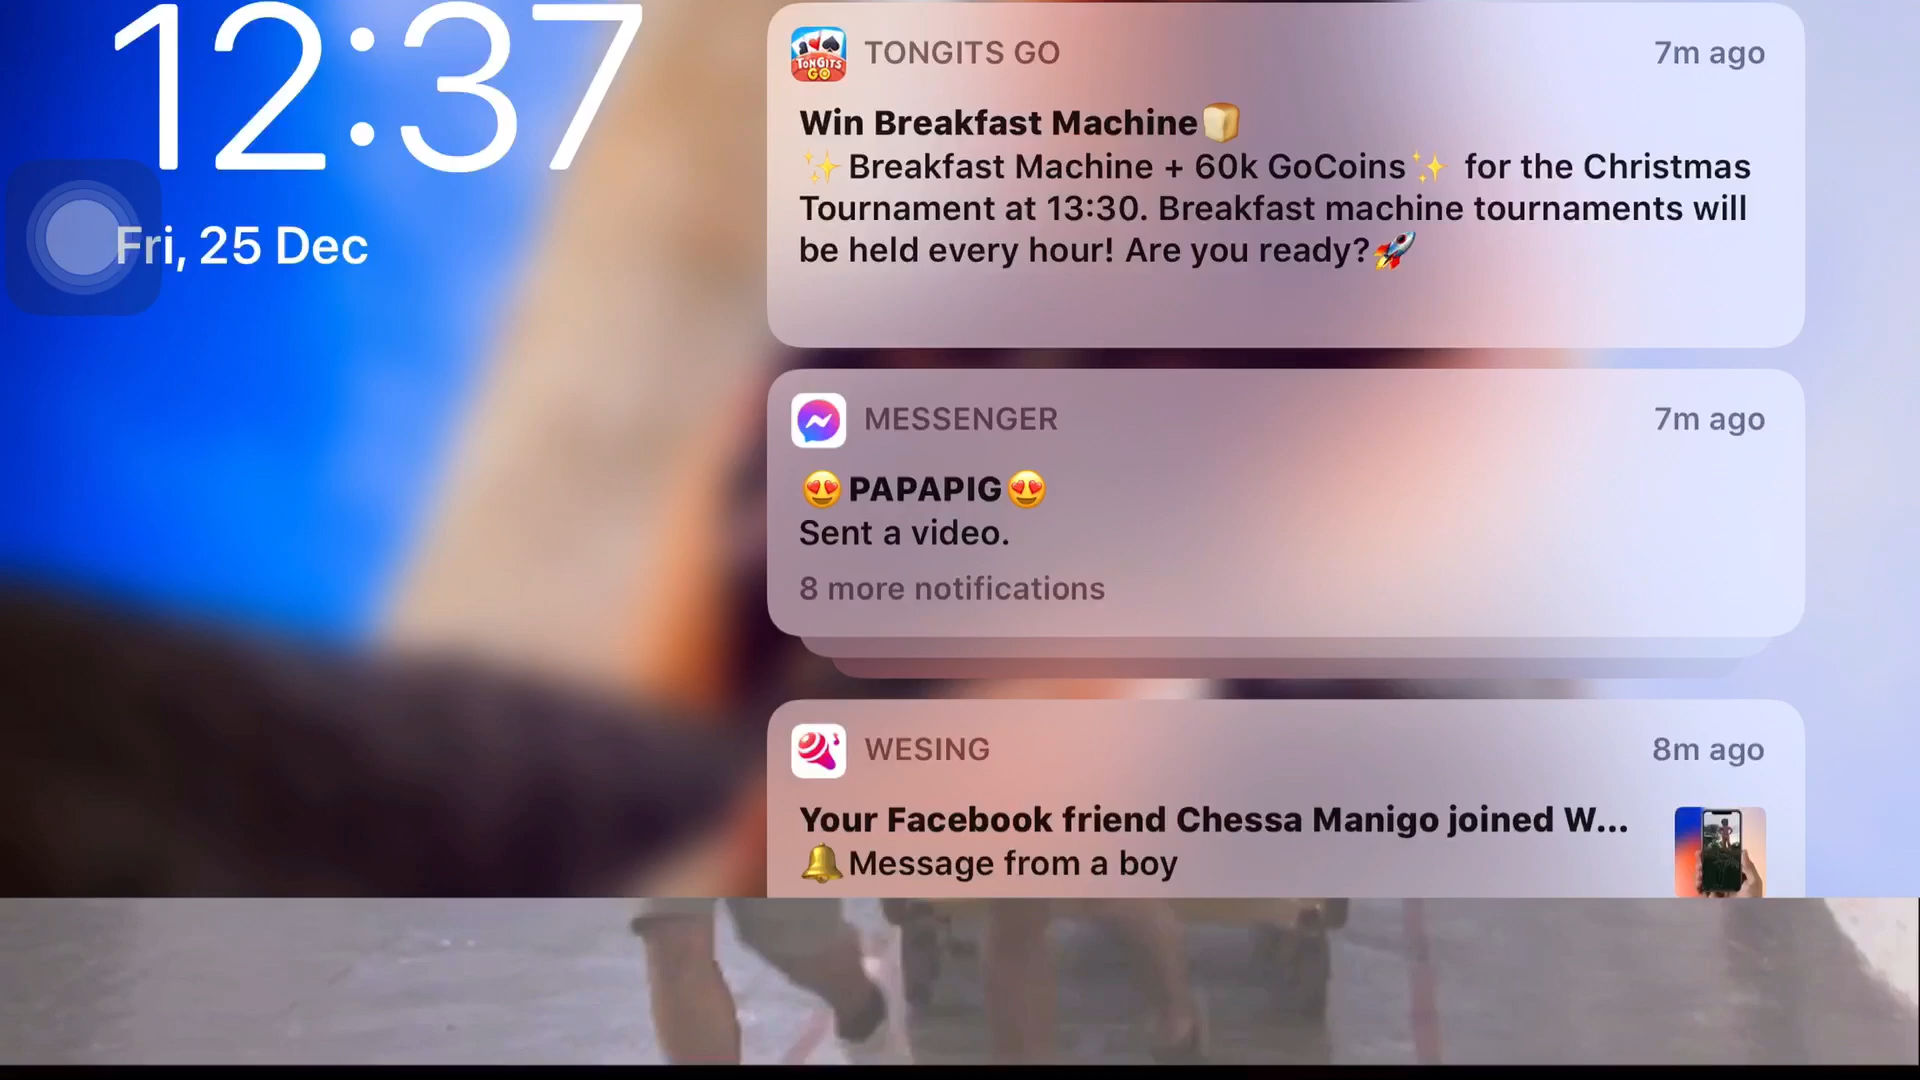 12:37
Fri, 25 Dec
TONGITS GO
7m ago
Win Breakfast Machine🍞
✨Breakfast Machine + 60k GoCoins✨ for the Christmas
Tournament at 13:30. Breakfast machine tournaments will
be held every hour! Are you ready?🚀
MESSENGER
7m ago
😍PAPAPIG😍
Sent a video.
8 more notifications
WESING
8m ago
Your Facebook friend Chessa Manigo joined W...
🔔Message from a boy